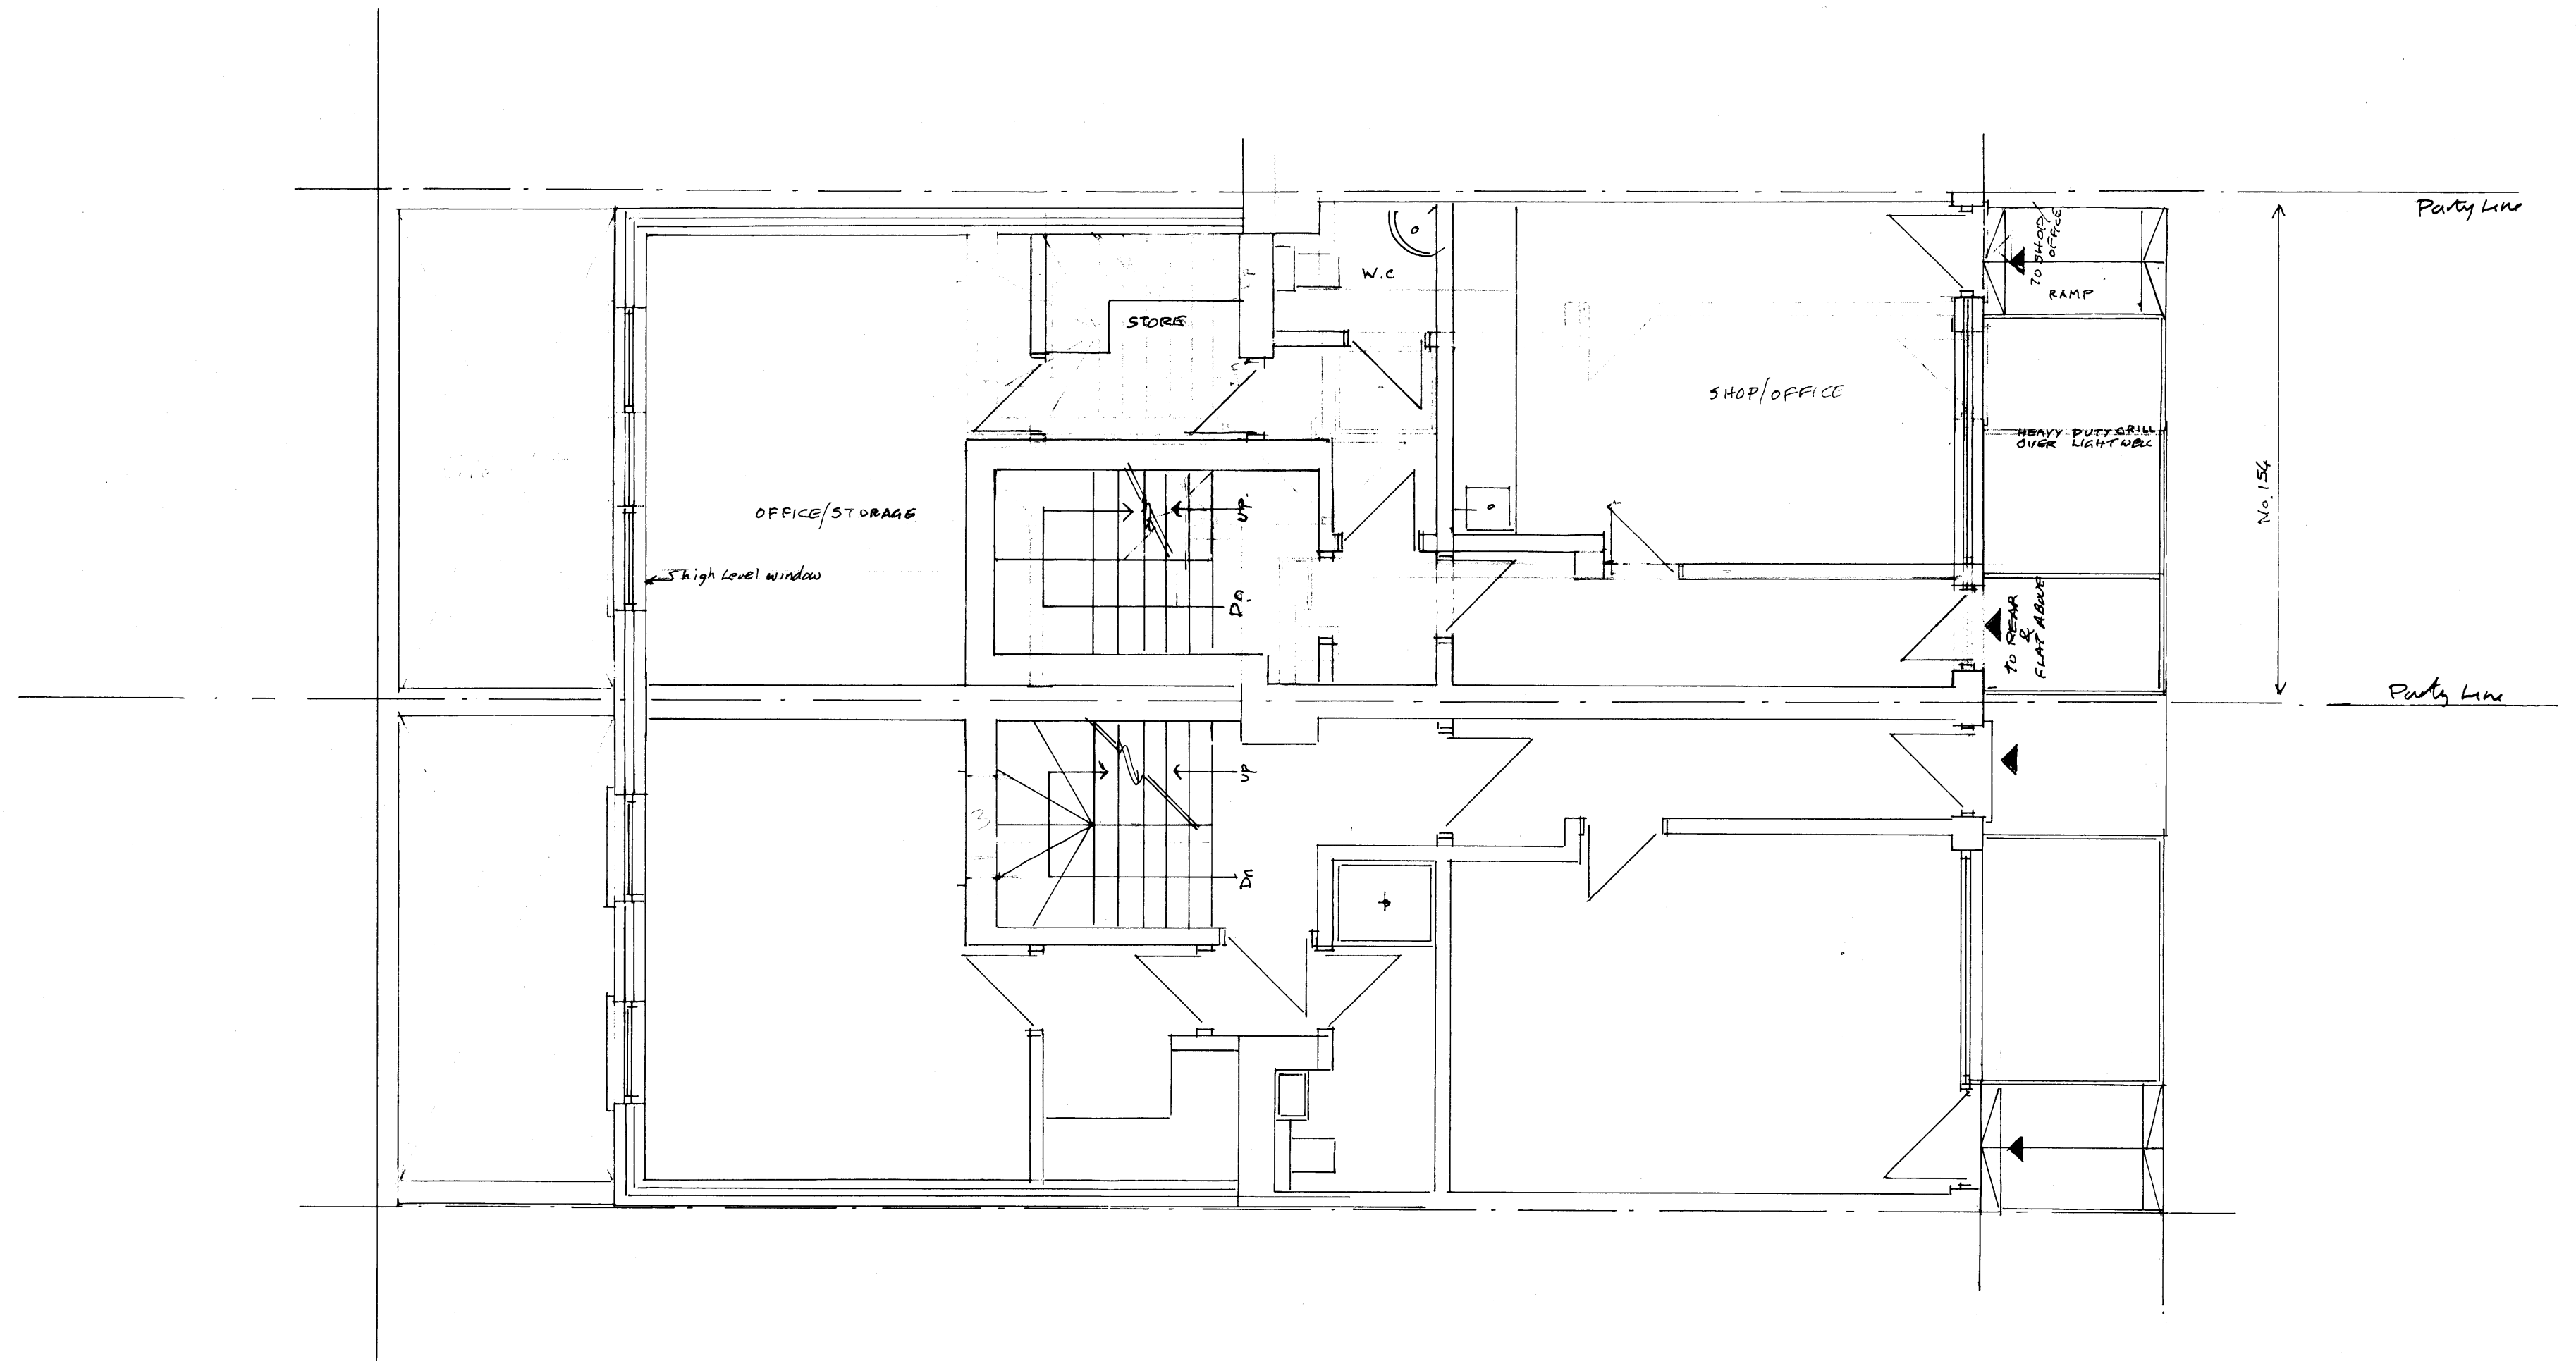 Party Line
TO SHOP/
OFFICE
W.C
RAMP
STORE
SHOP/OFFICE
HEAVY DUTY GRILL
OVER LIGHTWELL
No. 154
OFFICE/STORAGE
UP.
high Level window
Dn.
TO REAR
&
FLAT ABOVE
Party Line
UP
Dn